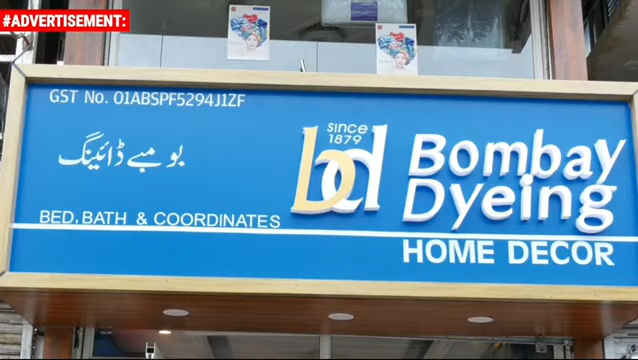 #ADVERTISEMENT:
GST No. 01ABSPF5294J1ZF
بومبے ڈائینگ
BED, BATH & COORDINATES
since
1879
bd
Bombay
Dyeing
HOME DECOR